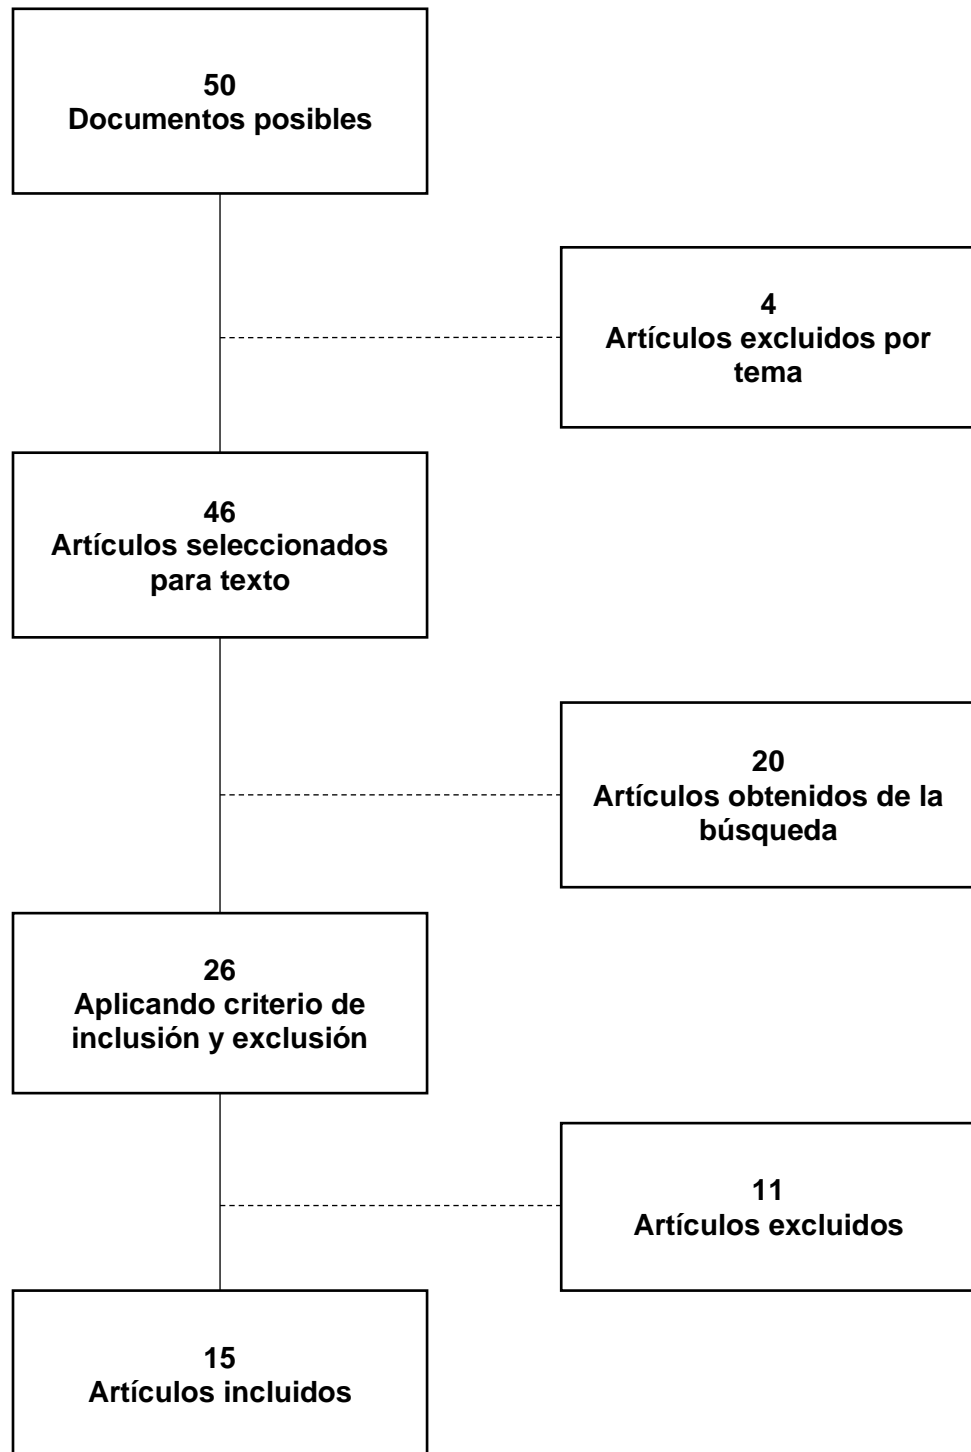 50
Documentos posibles
4
Artículos excluidos por
tema
46
Artículos seleccionados
para texto
20
Artículos obtenidos de la
búsqueda
26
Aplicando criterio de
inclusión y exclusión
11
Artículos excluidos
15
Artículos incluidos